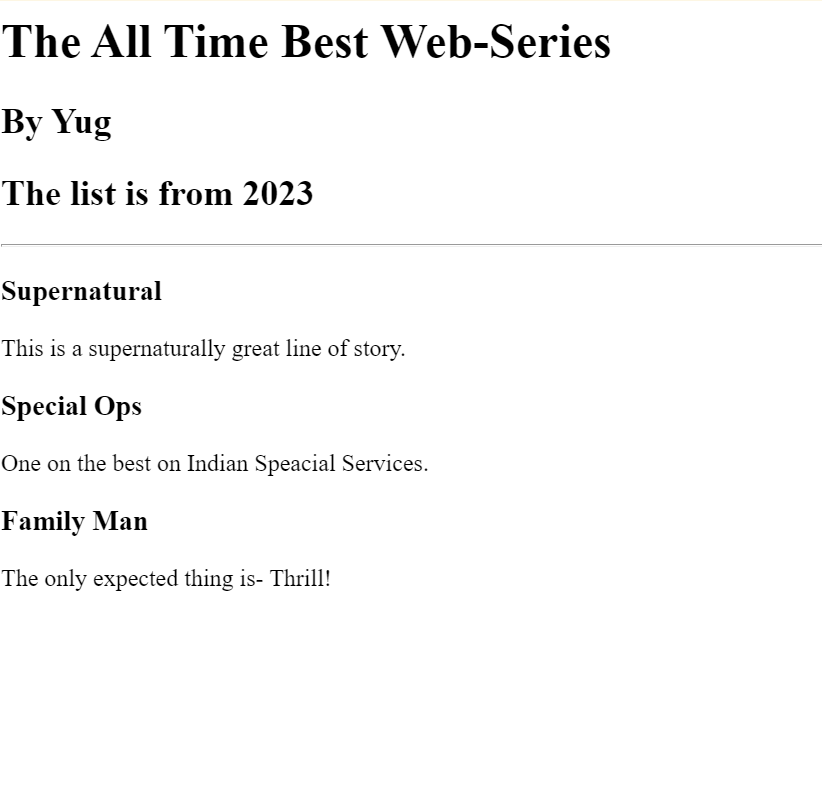 The All Time Best Web-Series
By Yug
The list is from 2023
Supernatural
This is a supernaturally great line of story.
Special Ops
One on the best on Indian Speacial Services.
Family Man
The only expected thing is- Thrill!